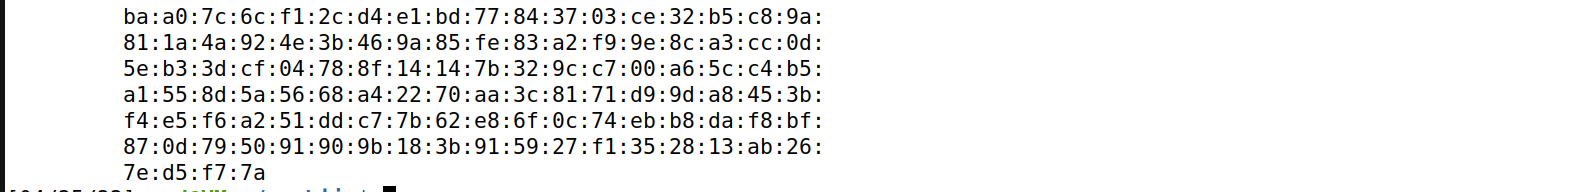 ba:a0:7c:6c:f1:2c:d4:e1:bd:77:84:37:03:ce:32:b5:c8:9a:
81:1a:4a:92:4e:3b:46:9a:85:fe:83:a2:f9:9e:8c:a3:cc:0d:
5e:b3:3d:cf:04:78:8f:14:14:7b:32:9c:c7:00:a6:5c:c4:b5:
a1:55:8d:5a:56:68:a4:22:70:aa:3c:81:71:d9:9d:a8:45:3b:
f4:e5:f6:a2:51:dd:c7:7b:62:e8:6f:0c:74:eb:b8:da:f8:bf:
87:0d:79:50:91:90:9b:18:3b:91:59:27:f1:35:28:13:ab:26:
7e:d5:f7:7a